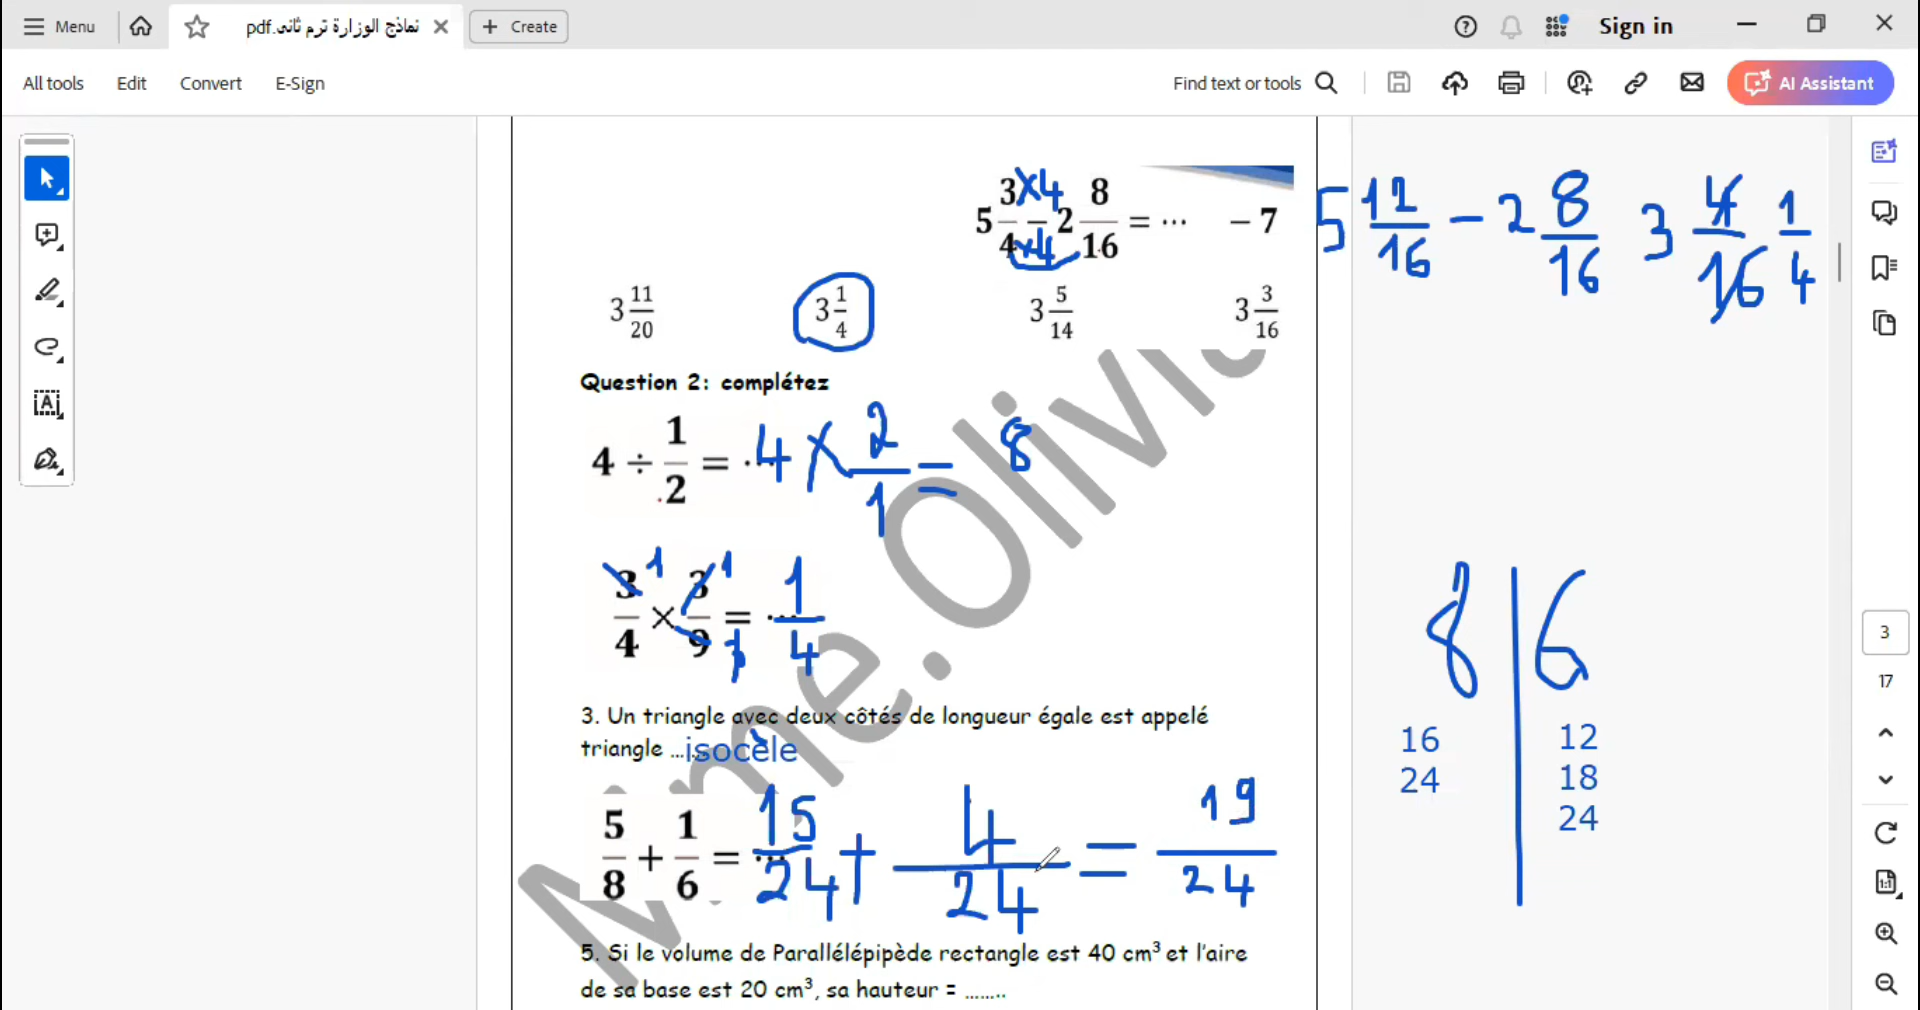 Menu
نماذج الوزارة ترم ثانى.pdf
+ Create
Sign in
All tools Edit Convert E-Sign
Find text or tools
AI Assistant
5 3/4 - 2 8/16 = ... - 7
×4
×4
5 12/16 - 2 8/16 3 4/16 1/4
3 11/20 3 1/4 3 5/14 3 3/16
Question 2: complétez
4 ÷ 1/2 = ... 4 × 2/1 = 8
3/4 × 3/9 = ... 1/4
1 1
8 | 6
16 12
24 18
24
3. Un triangle avec deux côtés de longueur égale est appelé
triangle ... isocèle
5/8 + 1/6 = ... 15/24 + 4/24 = 19/24
5. Si le volume de Parallélépipède rectangle est 40 cm³ et l'aire
de sa base est 20 cm³, sa hauteur = ........
Mme.Olivia
3
17